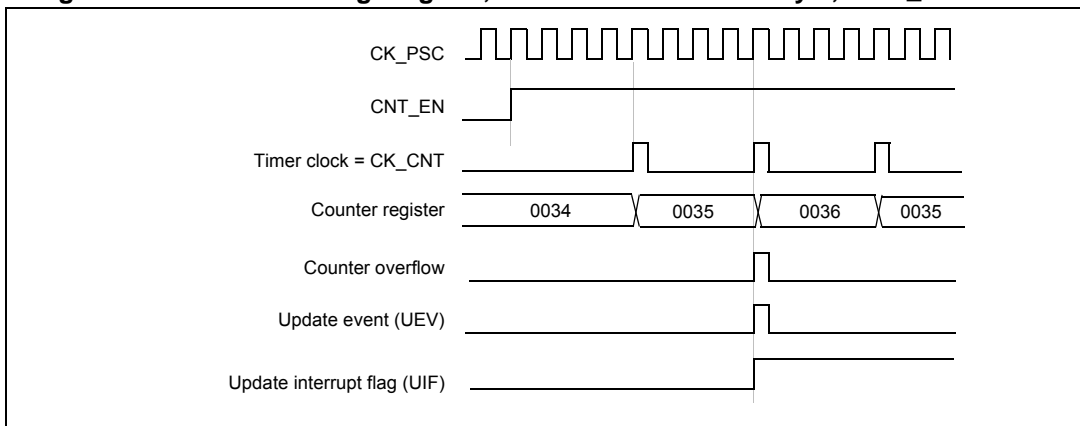 CK_PSC
CNT_EN
Timer clock = CK_CNT
Counter register 0034 0035 0036 0035
Counter overflow
Update event (UEV)
Update interrupt flag (UIF)